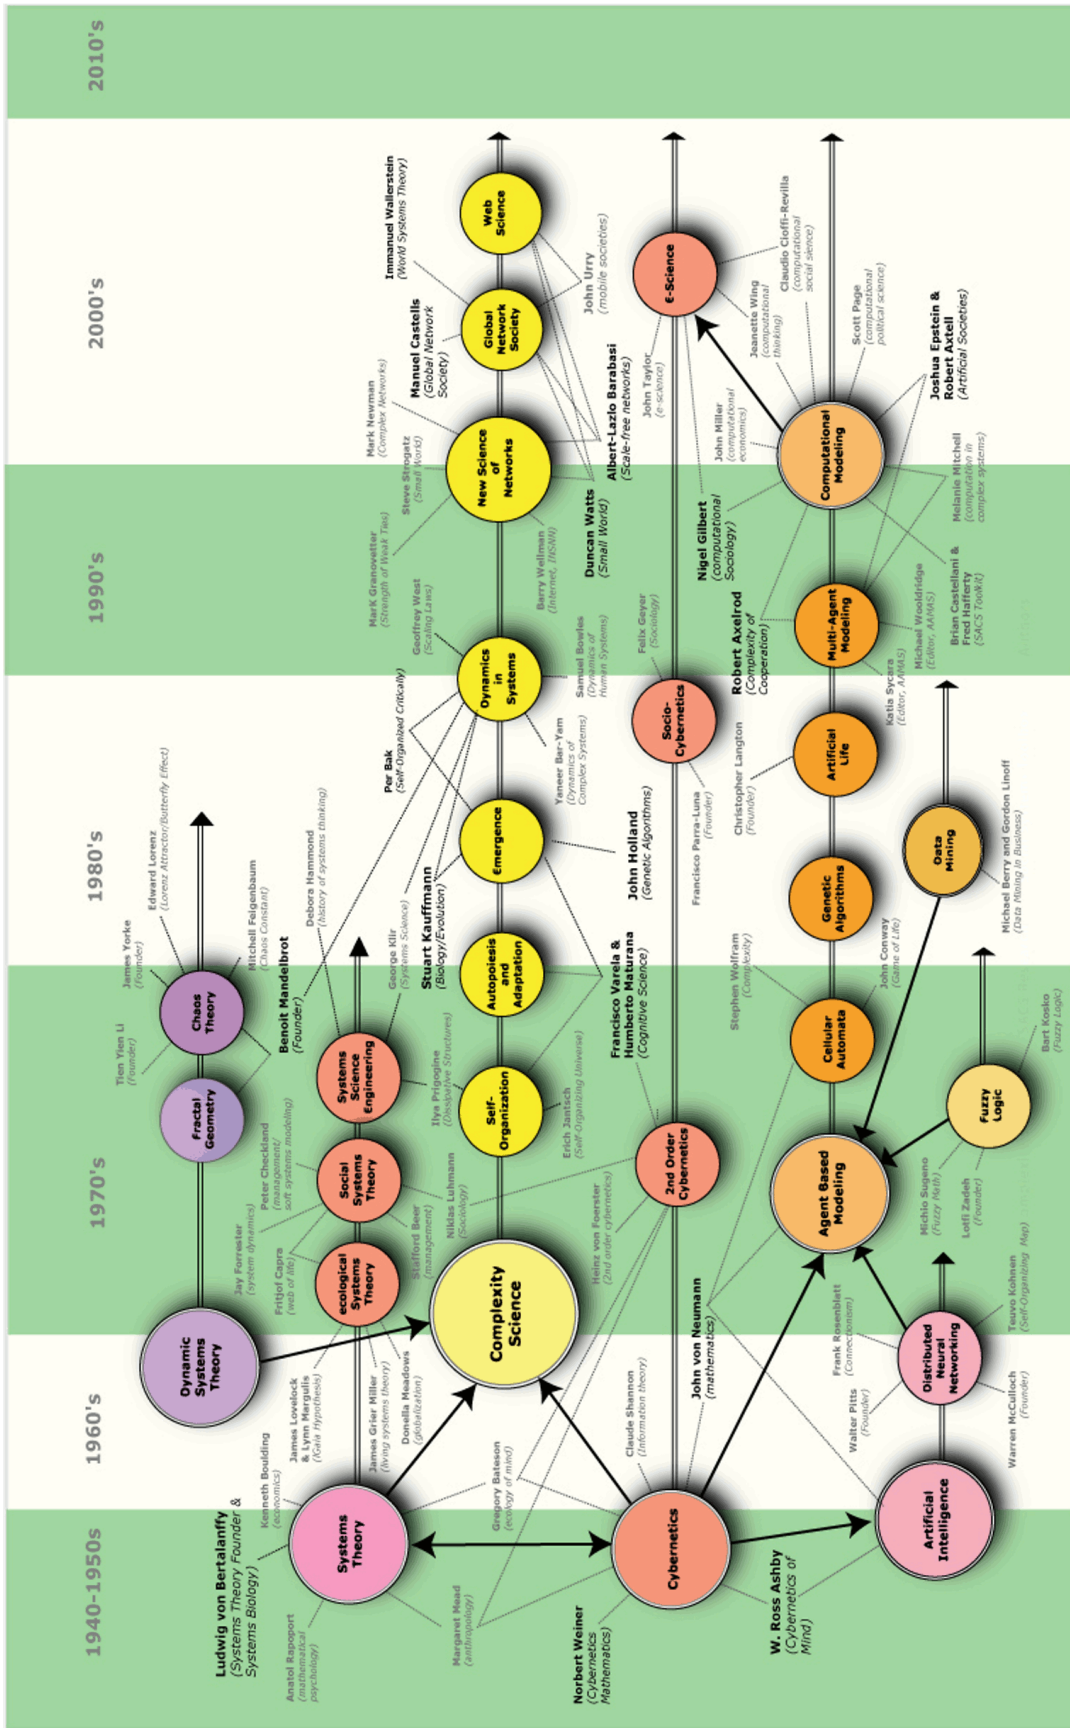 1940-1950s
1960's
1970's
1980's
1990's
2000's
2010's
Dynamic
Systems
Theory
Fractal
Geometry
Chaos
Theory
Tien Yien Li
(Founder)
James Yorke
(Founder)
Edward Lorenz
(Lorenz Attractor/Butterfly Effect)
Mitchell Feigenbaum
(Chaos Constant)
Benoit Mandelbrot
(Founder)
Ludwig von Bertalanffy
(Systems Theory Founder &
Systems Biology)
Kenneth Boulding
(economics)
Anatol Rapoport
(mathematical
psychology)
Systems
Theory
James Lovelock
& Lynn Margulis
(Gaia Hypothesis)
James Grier Miller
(living systems theory)
Donella Meadows
(globalization)
ecological
Systems
Theory
Jay Forrester
(system dynamics)
Fritjof Capra
(web of life)
Peter Checkland
(management/
soft systems modeling)
Social
Systems
Theory
Stafford Beer
(management)
Niklas Luhmann
(Sociology)
Systems
Science
Engineering
Debora Hammond
(history of systems thinking)
George Klir
(Systems Science)
Margaret Mead
(anthropology)
Gregory Bateson
(ecology of mind)
Complexity
Science
Ilya Prigogine
(Dissipative Structures)
Self-
Organization
Erich Jantsch
(Self-Organizing Universe)
Autopoiesis
and
Adaptation
Stuart Kauffmann
(Biology/Evolution)
Emergence
Per Bak
(Self-Organized Critically)
Dynamics
in
Systems
Geoffrey West
(Scaling Laws)
Yaneer Bar-Yam
(Dynamics of
Complex Systems)
Samuel Bowles
(Dynamics of
Human Systems)
Mark Granovetter
(Strength of Weak Ties)
Steve Strogatz
(Small World)
Mark Newman
(Complex Networks)
New Science
of
Networks
Barry Wellman
(Internet, INSNN)
Duncan Watts
(Small World)
Albert-Lazlo Barabasi
(Scale-free networks)
Manuel Castells
(Global Network
Society)
Immanuel Wallerstein
(World Systems Theory)
Global
Network
Society
Web
Science
John Urry
(mobile societies)
Norbert Weiner
(Cybernetics
Mathematics)
Cybernetics
Claude Shannon
(Information theory)
John von Neumann
(mathematics)
Heinz von Foerster
(2nd order cybernetics)
2nd Order
Cybernetics
Francisco Varela &
Humberto Maturana
(Cognitive Science)
John Holland
(Genetic Algorithms)
Francisco Parra-Luna
(Founder)
Socio-
Cybernetics
Felix Geyer
(Sociology)
John Taylor
(e-science)
E-Science
W. Ross Ashby
(Cybernetics of
Mind)
Agent Based
Modeling
Stephen Wolfram
(Complexity)
Cellular
Automata
John Conway
(Game of Life)
Genetic
Algorithms
Christopher Langton
(Founder)
Artificial
Life
Robert Axelrod
(Complexity of
Cooperation)
Multi-Agent
Modeling
Katia Sycara
(Editor, AAMAS)
Michael Wooldridge
(Editor, AAMAS)
Nigel Gilbert
(computational
Sociology)
John Miller
(computational
economics)
Jeanette Wing
(computational
thinking)
Claudio Cioffi-Revilla
(computational
social sience)
Computational
Modeling
Scott Page
(computational
political science)
Joshua Epstein &
Robert Axtell
(Artificial Societies)
Melanie Mitchell
(computation in
complex systems)
Brian Castellani &
Fred Hafferty
(SACS Toolkit)
Artificial
Intelligence
Walter Pitts
(Founder)
Frank Rosenblatt
(Connectionism)
Distributed
Neural
Networking
Warren McCulloch
(Founder)
Teuvo Kohnen
(Self-Organizing Map)
Michio Sugeno
(Fuzzy Math)
Lotfi Zadeh
(Founder)
Fuzzy
Logic
Bart Kosko
(Fuzzy Logic)
Data
Mining
Michael Berry and Gordon Linoff
(Data Mining in Business)